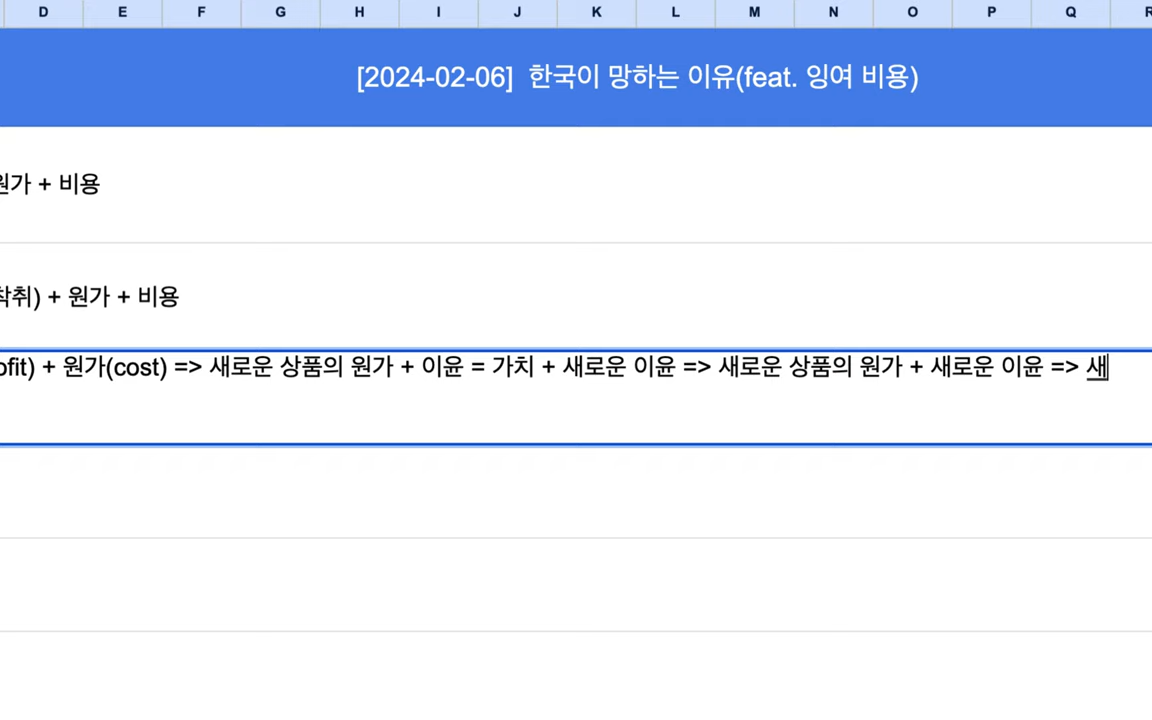 D E F G H I J K L M N O P Q
[2024-02-06] 한국이 망하는 이유(feat. 잉여 비용)
원가 + 비용
착취) + 원가 + 비용
ofit) + 원가(cost) => 새로운 상품의 원가 + 이윤 = 가치 + 새로운 이윤 => 새로운 상품의 원가 + 새로운 이윤 => 새